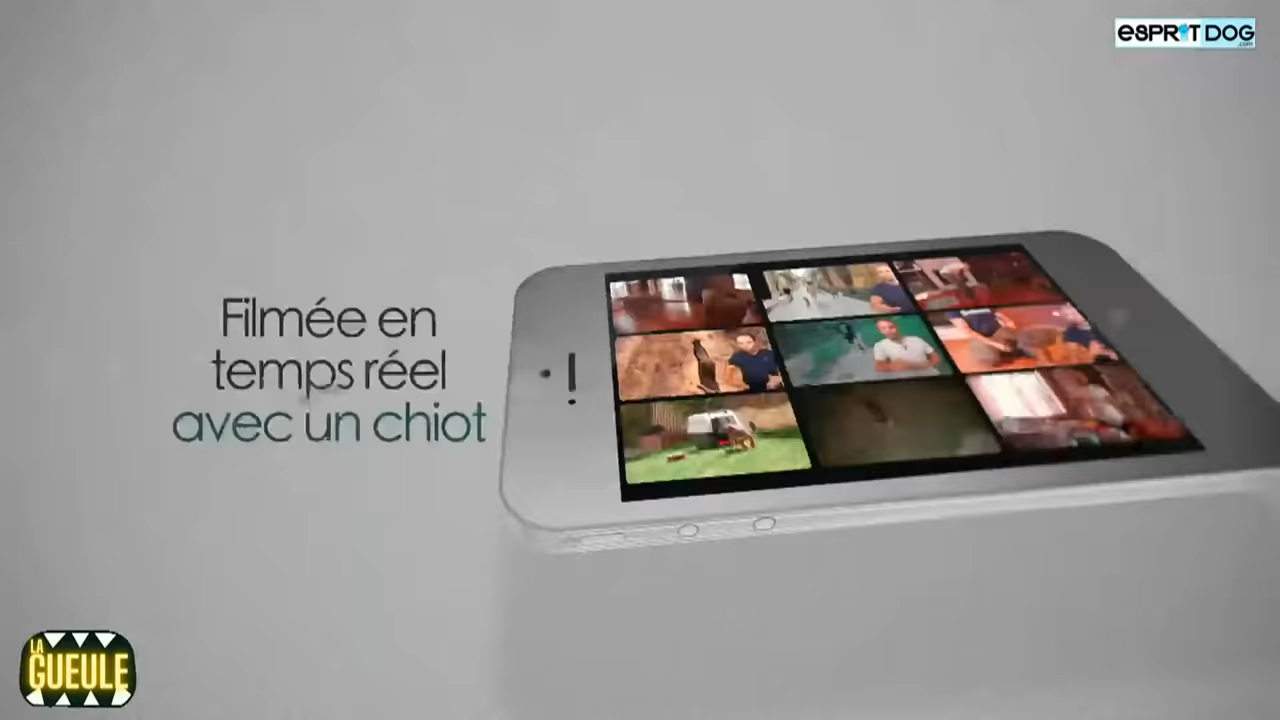 ESPRIT DOG
.com
Filmée en
temps réel
avec un chiot
LA
GUEULE